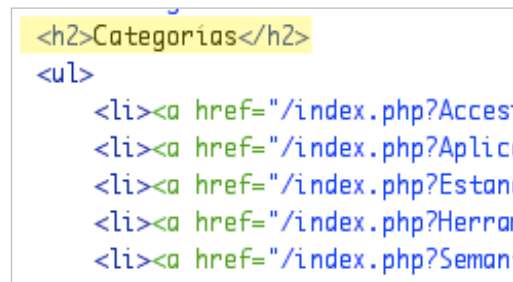 <h2>Categorías</h2>
<ul>
<li><a href="/index.php?Acces
<li><a href="/index.php?Aplic
<li><a href="/index.php?Estan
<li><a href="/index.php?Herra
<li><a href="/index.php?Seman